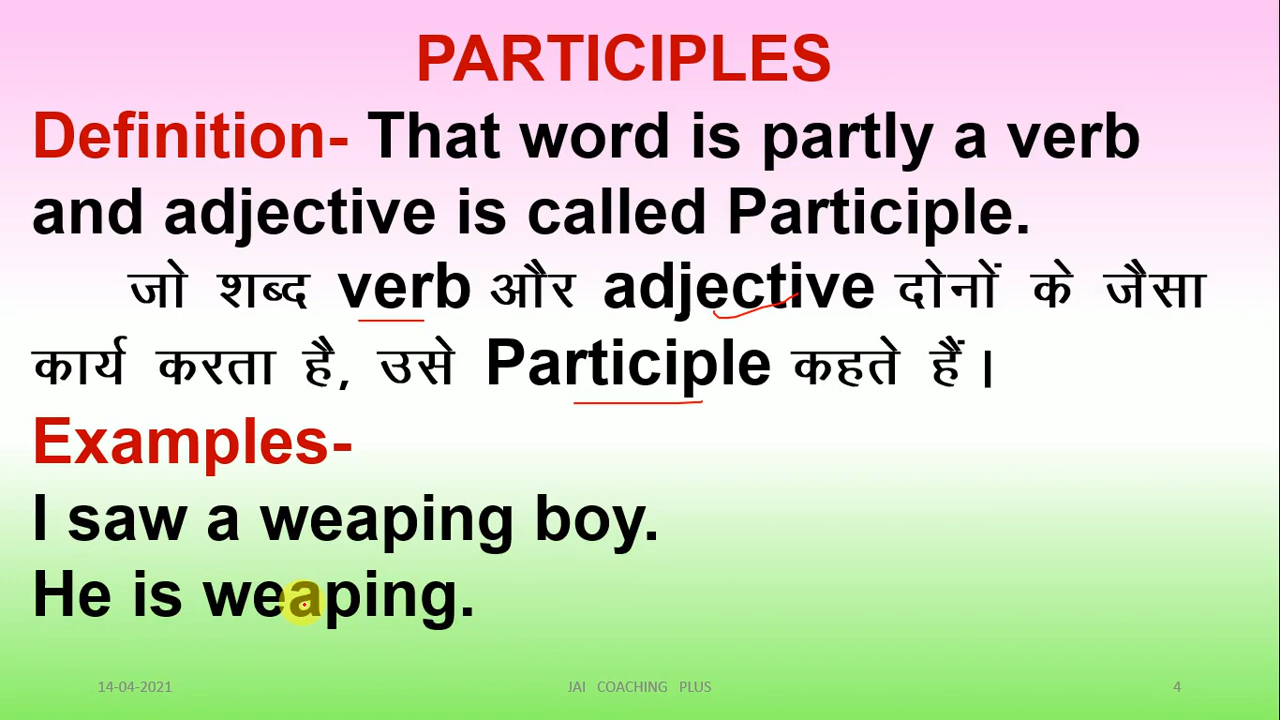 PARTICIPLES
Definition- That word is partly a verb
and adjective is called Participle.
जो शब्द verb और adjective दोनों के जैसा
कार्य करता है, उसे Participle कहते हैं।
Examples-
I saw a weaping boy.
He is weaping.
14-04-2021 JAI COACHING PLUS 4